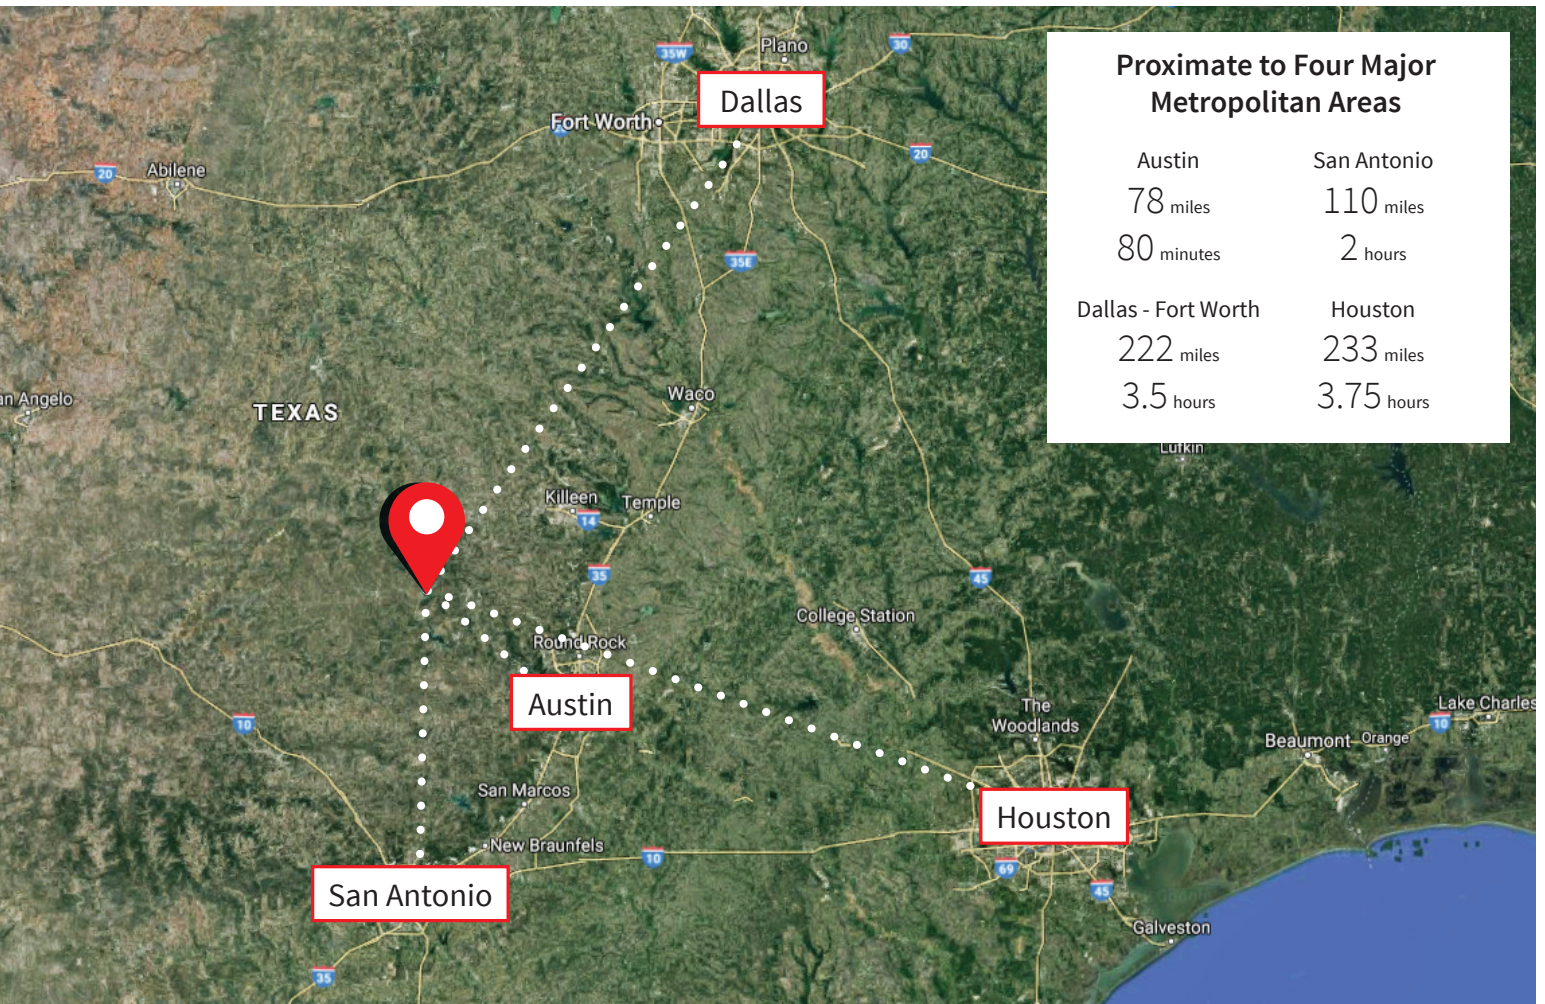 Proximate to Four Major
Metropolitan Areas
Austin
78 miles
80 minutes
San Antonio
110 miles
2 hours
Dallas - Fort Worth
222 miles
3.5 hours
Houston
233 miles
3.75 hours
35W
Plano
30
Dallas
Fort Worth
20
20
Abilene
35E
an Angelo
TEXAS
Waco
Lufkin
Killeen
Temple
14
35
45
College Station
Round Rock
Austin
The
Woodlands
Lake Charles
10
10
Beaumont
Orange
San Marcos
Houston
New Braunfels
10
69
45
San Antonio
Galveston
35